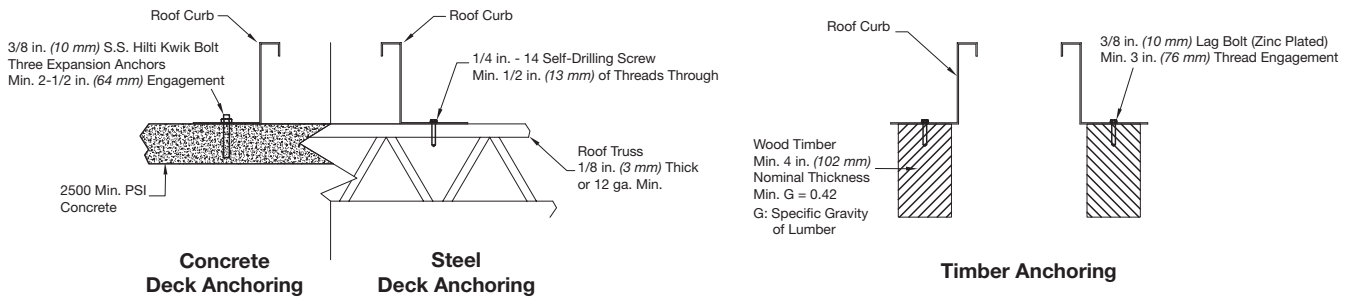 Roof Curb
3/8 in. (10 mm) S.S. Hilti Kwik Bolt
Three Expansion Anchors
Min. 2-1/2 in. (64 mm) Engagement
2500 Min. PSI
Concrete
Concrete
Deck Anchoring
Roof Curb
1/4 in. - 14 Self-Drilling Screw
Min. 1/2 in. (13 mm) of Threads Through
Roof Truss
1/8 in. (3 mm) Thick
or 12 ga. Min.
Steel
Deck Anchoring
Roof Curb
3/8 in. (10 mm) Lag Bolt (Zinc Plated)
Min. 3 in. (76 mm) Thread Engagement
Wood Timber
Min. 4 in. (102 mm)
Nominal Thickness
Min. G = 0.42
G: Specific Gravity
of Lumber
Timber Anchoring